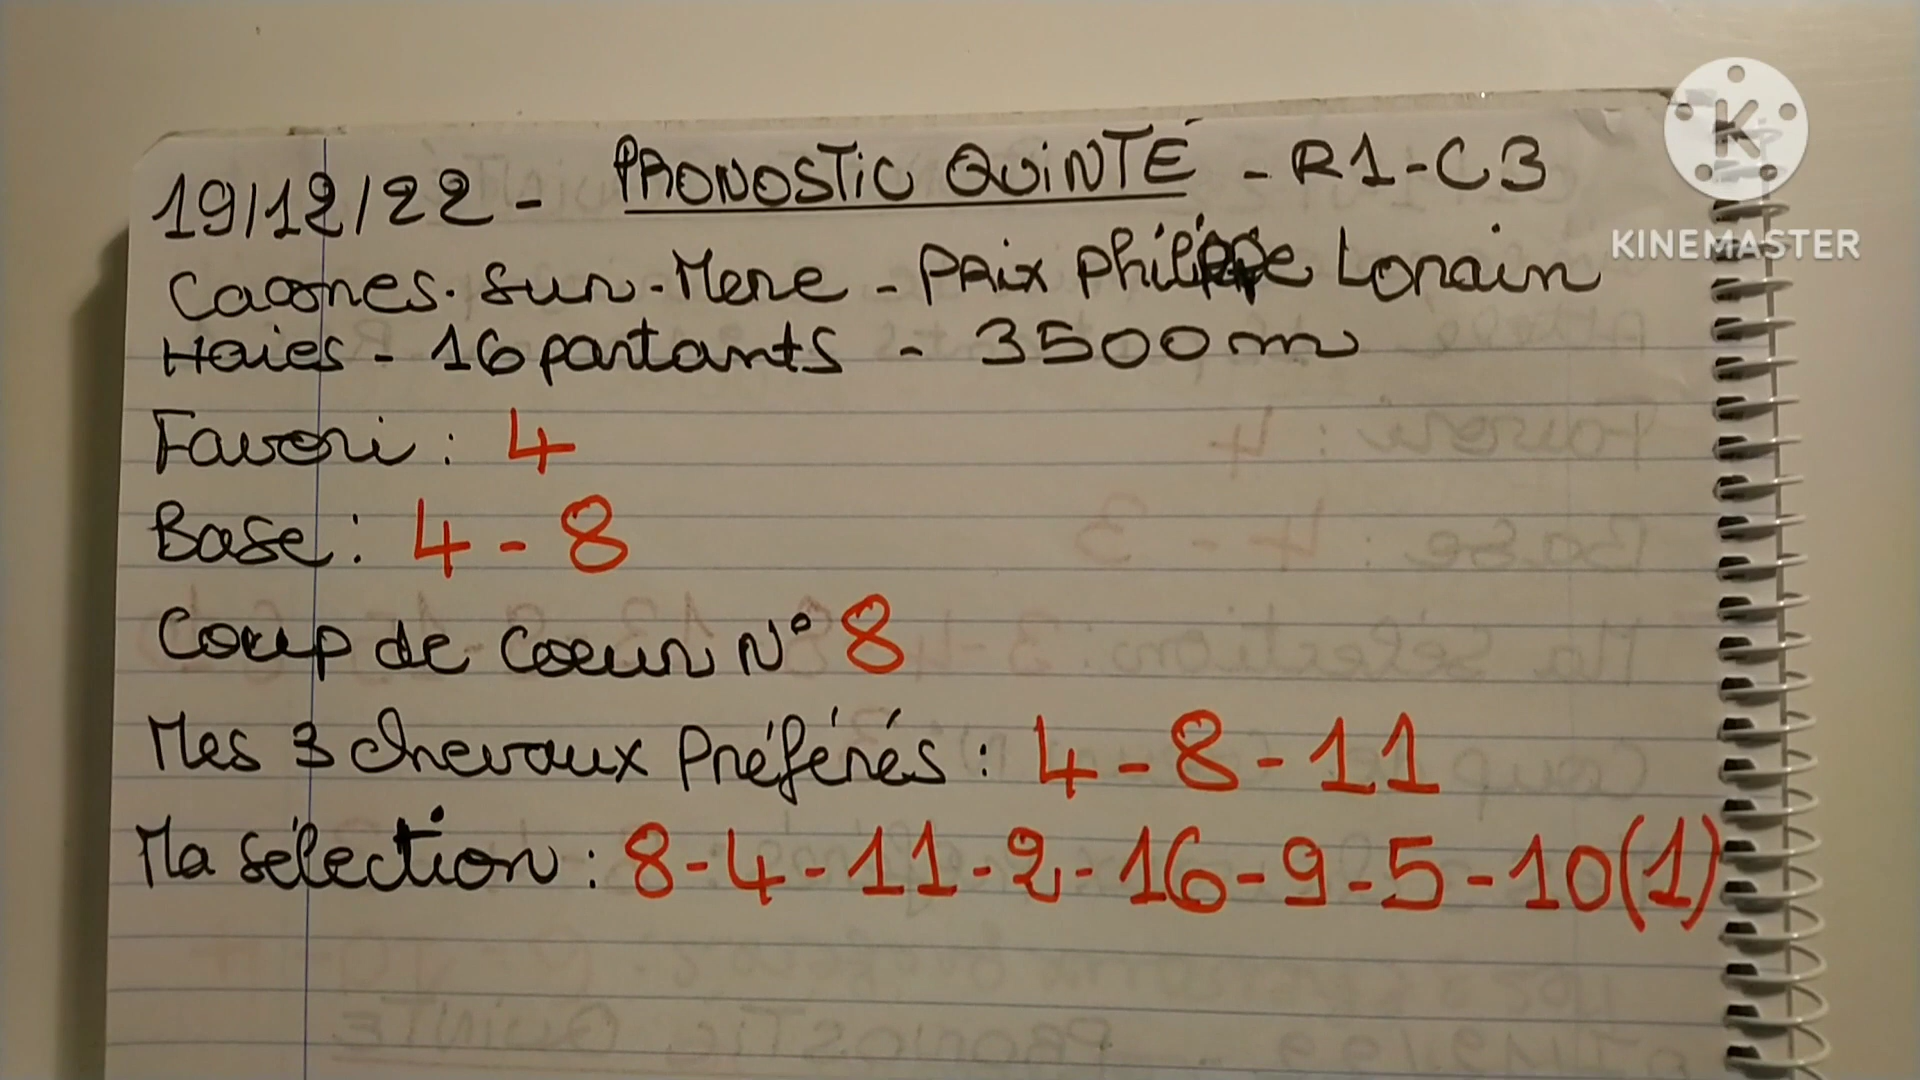 19/12/22 - PRONOSTIC QUINTÉ - R1-C3
Cagnes-sur-Mere - Prix Philippe Lorain
Haies - 16 partants - 3500m
Favori : 4
Base : 4 - 8
Coup de coeur N° 8
Mes 3 chevaux Préférés : 4 - 8 - 11
Ma sélection : 8 - 4 - 11 - 2 - 16 - 9 - 5 - 10 (1)
K
KINEMASTER